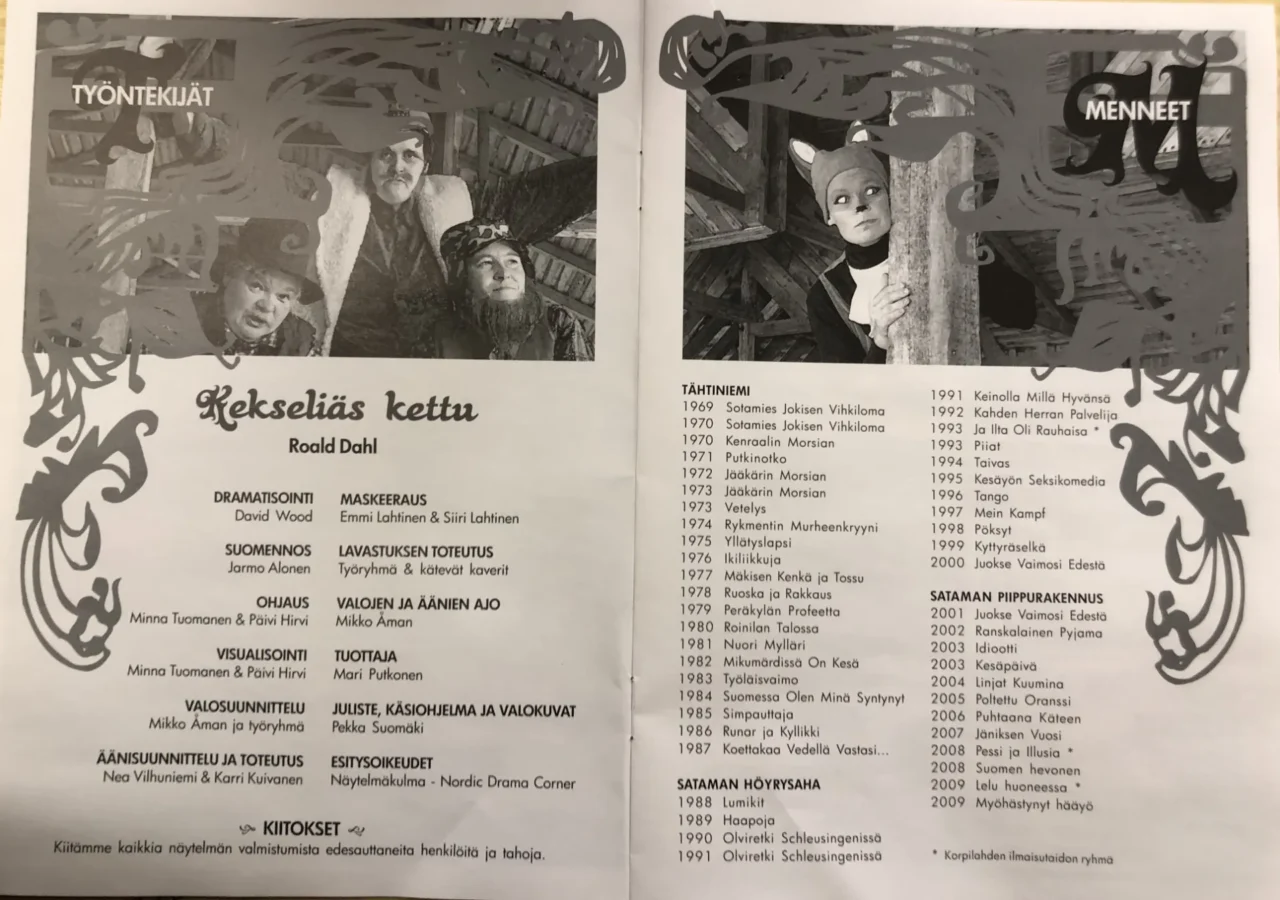 TYÖNTEKIJÄT
Kekseliäs kettu
Roald Dahl
DRAMATISOINTI
David Wood
SUOMENNOS
Jarmo Alonen
OHJAUS
Minna Tuomanen & Päivi Hirvi
VISUALISOINTI
Minna Tuomanen & Päivi Hirvi
VALOSUUNNITTELU
Mikko Åman ja työryhmä
ÄÄNISUUNNITTELU JA TOTEUTUS
Nea Vilhuniemi & Karri Kuivanen
MASKEERAUS
Emmi Lahtinen & Siiri Lahtinen
LAVASTUKSEN TOTEUTUS
Työryhmä & kätevät kaverit
VALOJEN JA ÄÄNIEN AJO
Mikko Åman
TUOTTAJA
Mari Putkonen
JULISTE, KÄSIOHJELMA JA VALOKUVAT
Pekka Suomäki
ESITYSOIKEUDET
Näytelmäkulma - Nordic Drama Corner
KIITOKSET
Kiitämme kaikkia näytelmän valmistumista edesauttaneita henkilöitä ja tahoja.
MENNEET
TÄHTINIEMI
1969 Sotamies Jokisen Vihkiloma
1970 Sotamies Jokisen Vihkiloma
1970 Kenraalin Morsian
1971 Putkinotko
1972 Jääkärin Morsian
1973 Jääkärin Morsian
1973 Vetelys
1974 Rykmentin Murheenkryyni
1975 Yllätyslapsi
1976 Ikiliikkuja
1977 Mäkisen Kenkä ja Tossu
1978 Ruoska ja Rakkaus
1979 Peräkylän Profeetta
1980 Roinilan Talossa
1981 Nuori Mylläri
1982 Mikumärdissä On Kesä
1983 Työläisvaimo
1984 Suomessa Olen Minä Syntynyt
1985 Simpauttaja
1986 Runar ja Kyllikki
1987 Koettakaa Vedellä Vastasi...
SATAMAN HÖYRYSAHA
1988 Lumikit
1989 Haapoja
1990 Olviretki Schleusingenissä
1991 Olviretki Schleusingenissä
1991 Keinolla Millä Hyvänsä
1992 Kahden Herran Palvelija
1993 Ja Ilta Oli Rauhaisa *
1993 Piiat
1994 Taivas
1995 Kesäyön Seksikomedia
1996 Tango
1997 Mein Kampf
1998 Pöksyt
1999 Kyttyräselkä
2000 Juokse Vaimosi Edestä
SATAMAN PIIPPURAKENNUS
2001 Juokse Vaimosi Edestä
2002 Ranskalainen Pyjama
2003 Idiootti
2003 Kesäpäivä
2004 Linjat Kuumina
2005 Poltettu Oranssi
2006 Puhtaana Käteen
2007 Jäniksen Vuosi
2008 Pessi ja Illusia *
2008 Suomen hevonen
2009 Lelu huoneessa *
2009 Myöhästynyt hääyö
* Korpilahden ilmaisutaidon ryhmä